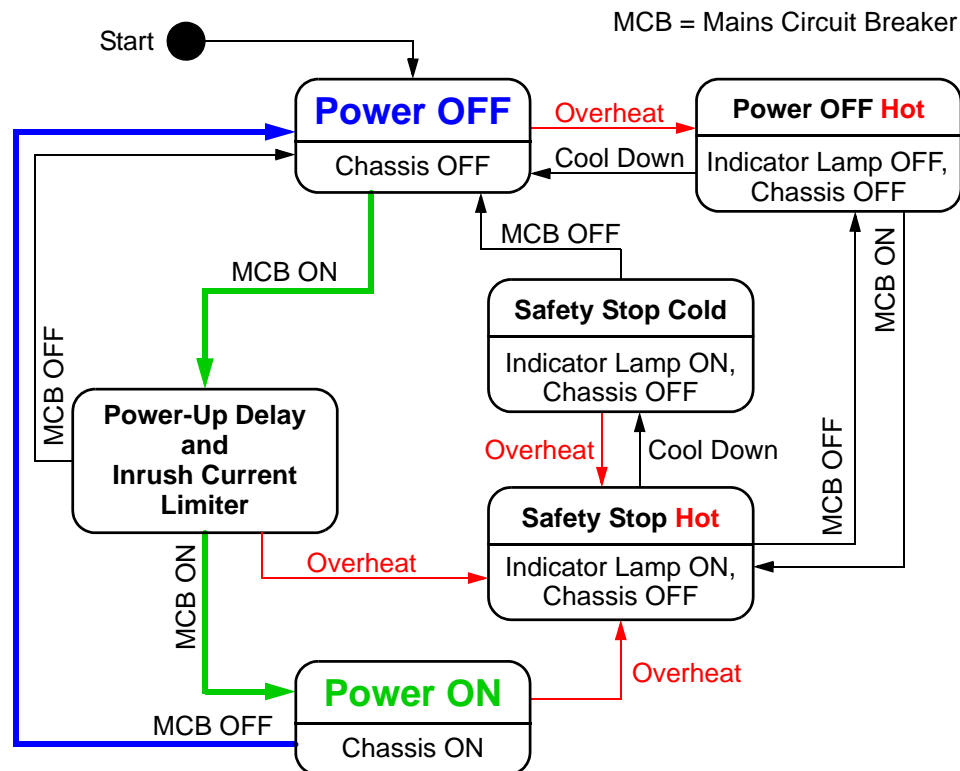 MCB = Mains Circuit Breaker
Start
Power OFF
Chassis OFF
Overheat
Cool Down
Power OFF Hot
Indicator Lamp OFF,
Chassis OFF
MCB OFF
MCB ON
MCB ON
Safety Stop Cold
Indicator Lamp ON,
Chassis OFF
MCB OFF
Power-Up Delay
and
Inrush Current
Limiter
Overheat
Cool Down
MCB OFF
Safety Stop Hot
Indicator Lamp ON,
Chassis OFF
MCB ON
Overheat
Overheat
Power ON
Chassis ON
MCB OFF